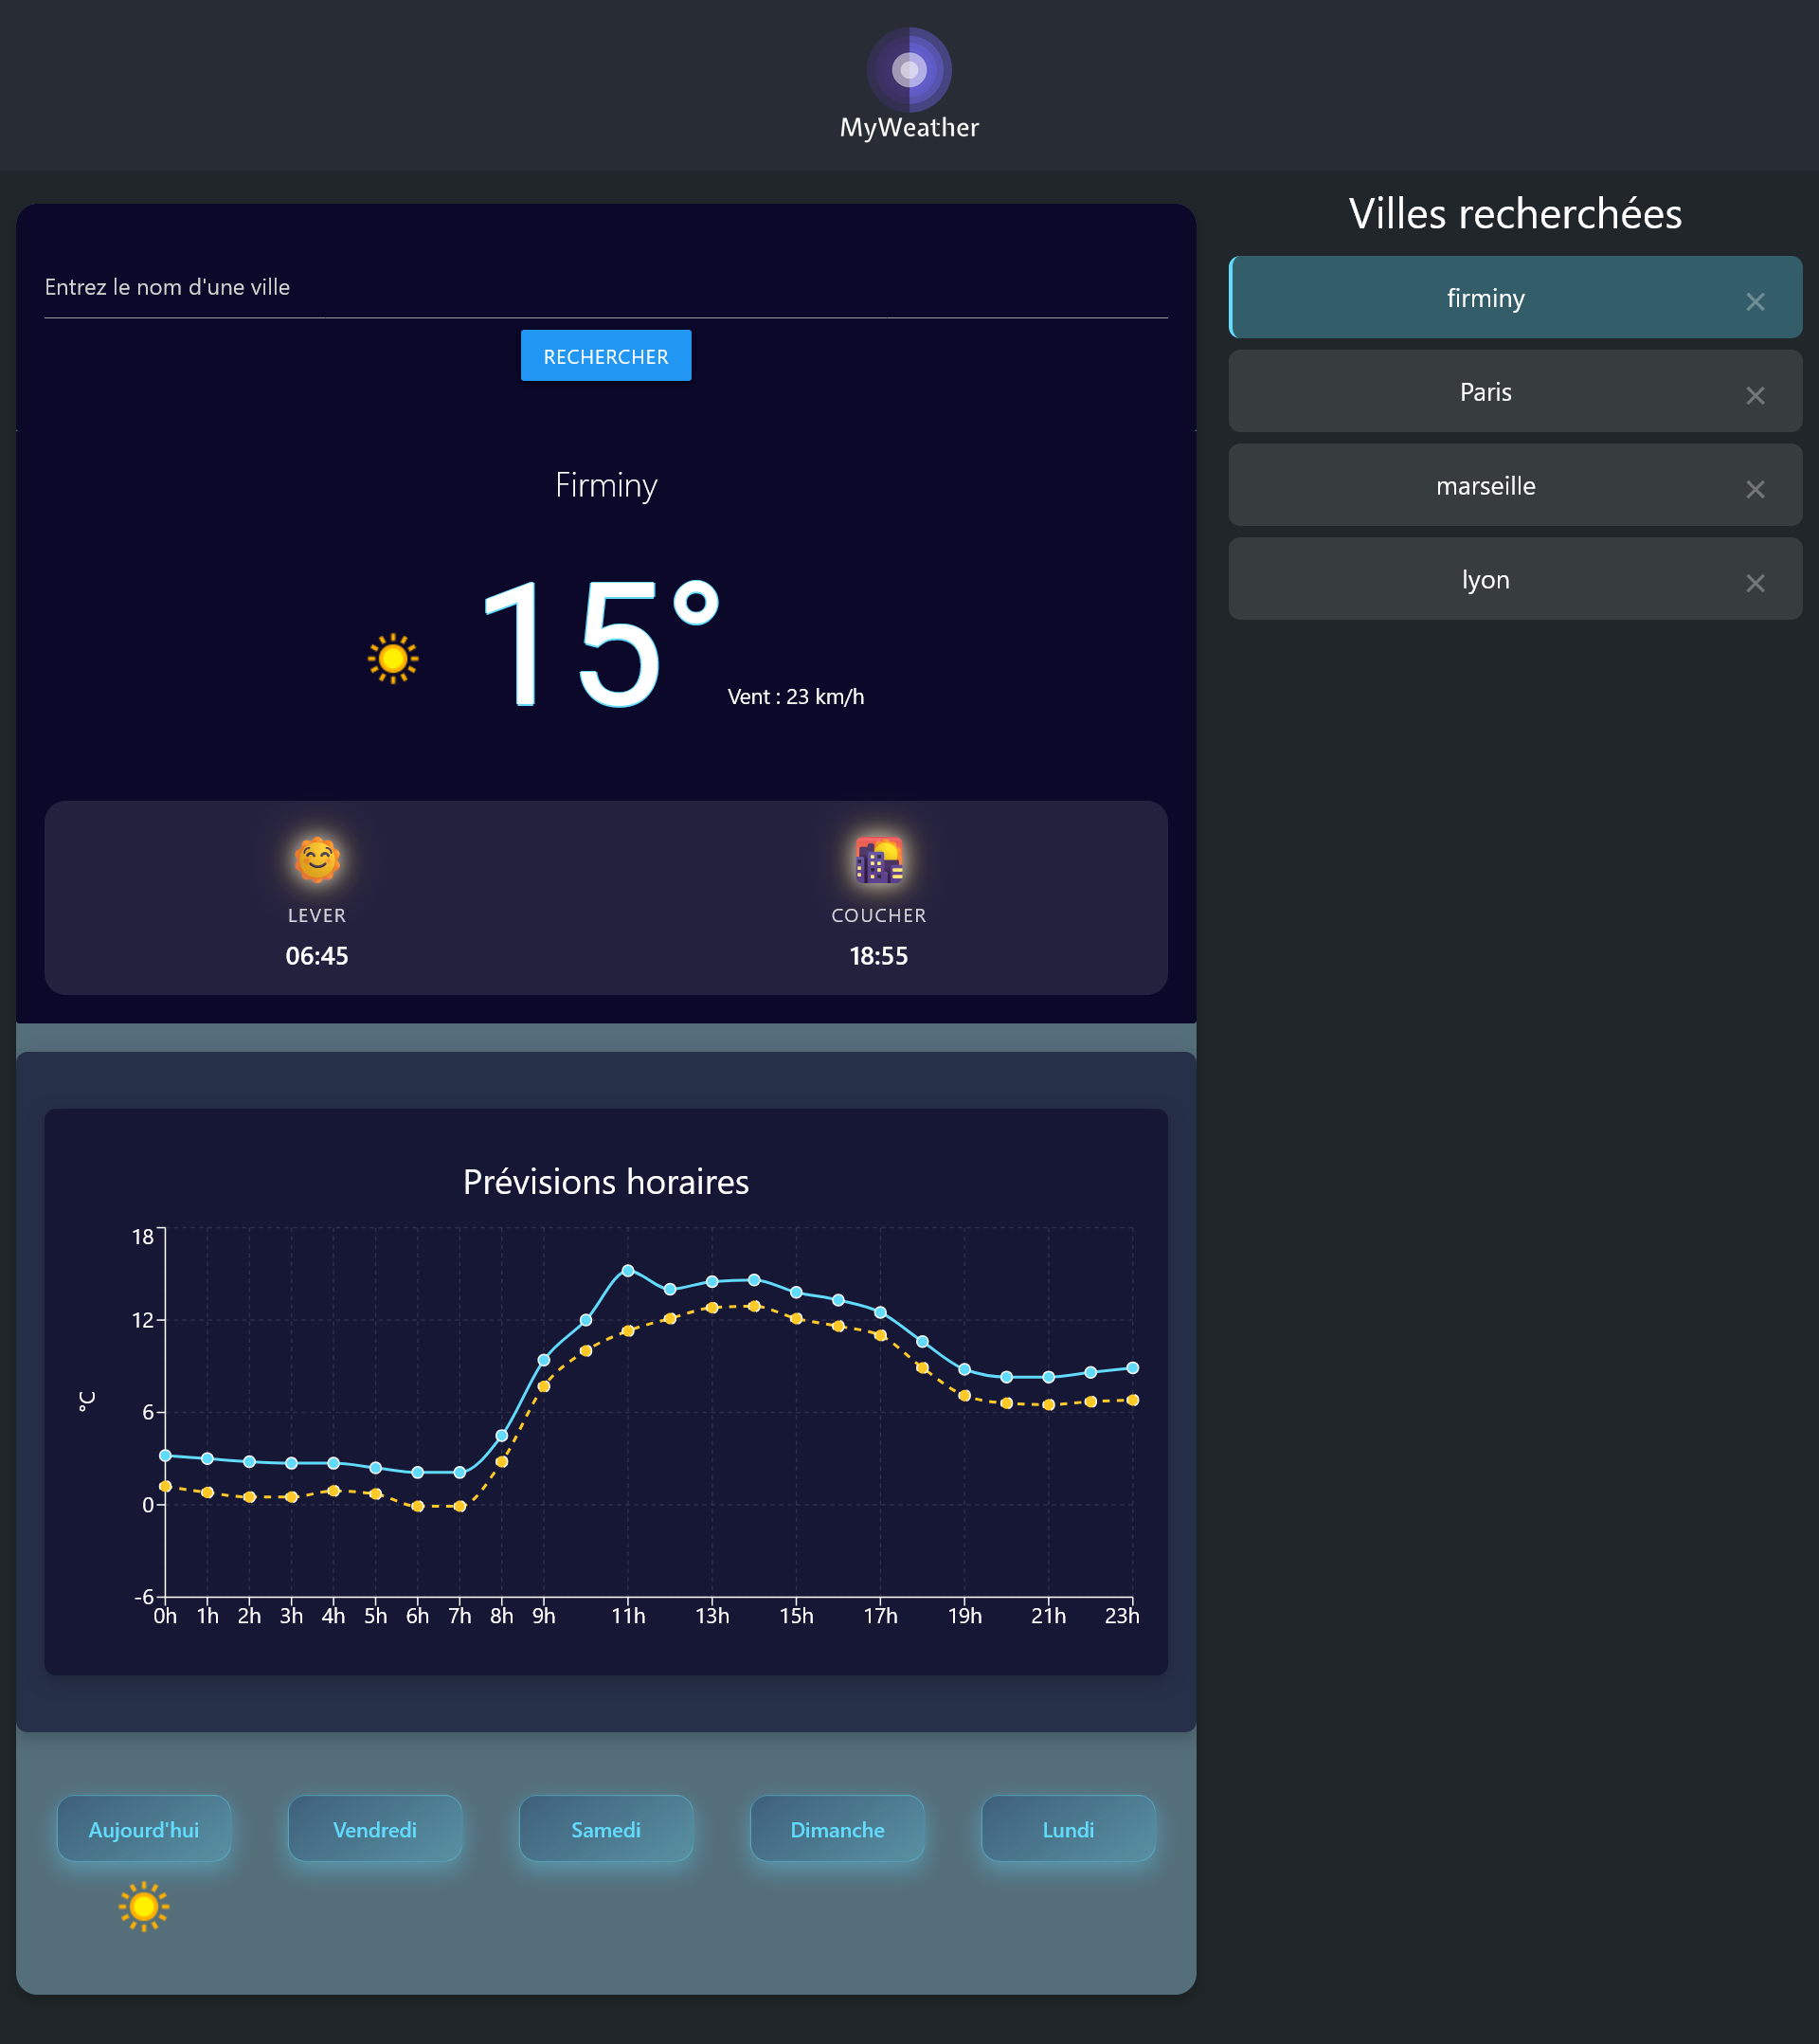 MyWeather
Entrez le nom d'une ville
RECHERCHER
Firminy
15°
Vent : 23 km/h
LEVER
06:45
COUCHER
18:55
Prévisions horaires
°C
18
12
6
0
-6
0h 1h 2h 3h 4h 5h 6h 7h 8h 9h 11h 13h 15h 17h 19h 21h 23h
Aujourd'hui
Vendredi
Samedi
Dimanche
Lundi
Villes recherchées
firminy ×
Paris ×
marseille ×
lyon ×